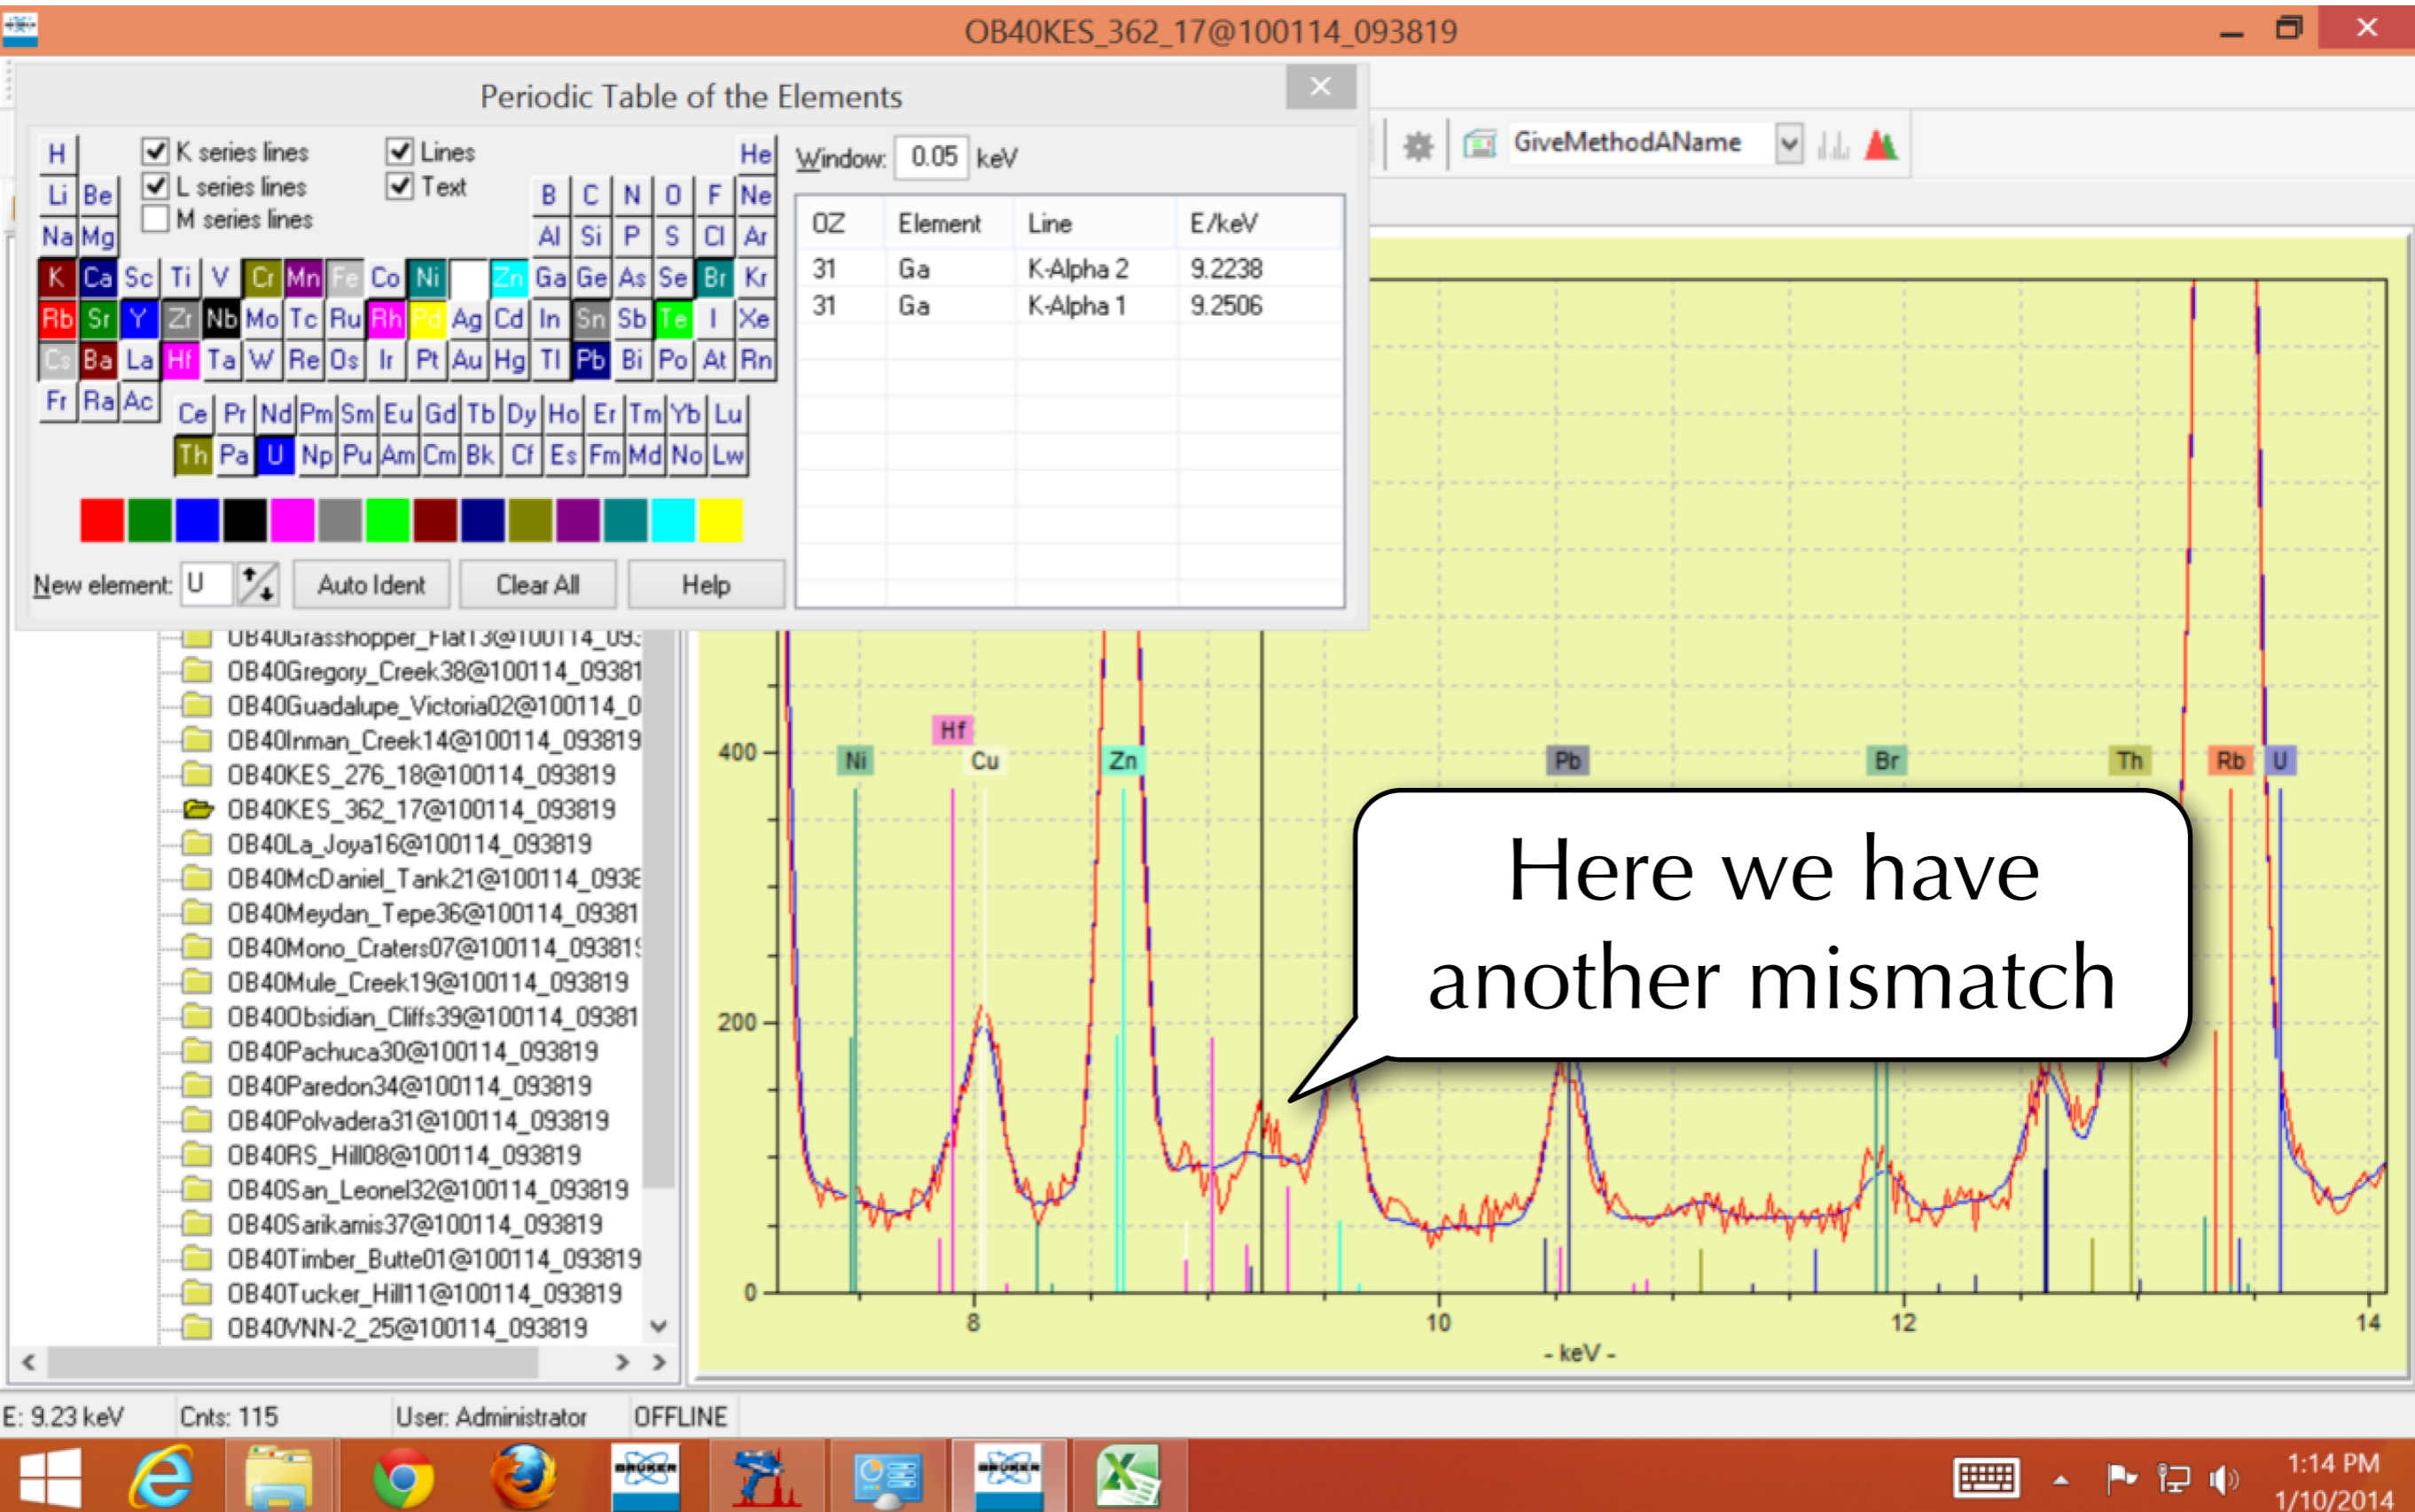 OB40KES_362_17@100114_093819
Periodic Table of the Elements
K series lines
L series lines
M series lines
Lines
Text
H He
Li Be B C N O F Ne
Na Mg Al Si P S Cl Ar
K Ca Sc Ti V Cr Mn Fe Co Ni Zn Ga Ge As Se Br Kr
Rb Sr Y Zr Nb Mo Tc Ru Rh Pd Ag Cd In Sn Sb Te I Xe
Cs Ba La Hf Ta W Re Os Ir Pt Au Hg Tl Pb Bi Po At Rn
Fr Ra Ac
Ce Pr Nd Pm Sm Eu Gd Tb Dy Ho Er Tm Yb Lu
Th Pa U Np Pu Am Cm Bk Cf Es Fm Md No Lw
New element: U Auto Ident Clear All Help
Window: 0.05 keV
OZ Element Line E/keV
31 Ga K-Alpha 2 9.2238
31 Ga K-Alpha 1 9.2506
GiveMethodAName
OB40Grasshopper_Flat13@100114_093
OB40Gregory_Creek38@100114_09381
OB40Guadalupe_Victoria02@100114_0
OB40Inman_Creek14@100114_093819
OB40KES_276_18@100114_093819
OB40KES_362_17@100114_093819
OB40La_Joya16@100114_093819
OB40McDaniel_Tank21@100114_0938
OB40Meydan_Tepe36@100114_09381
OB40Mono_Craters07@100114_09381
OB40Mule_Creek19@100114_093819
OB40Obsidian_Cliffs39@100114_09381
OB40Pachuca30@100114_093819
OB40Paredon34@100114_093819
OB40Polvadera31@100114_093819
OB40RS_Hill08@100114_093819
OB40San_Leonel32@100114_093819
OB40Sarikamis37@100114_093819
OB40Timber_Butte01@100114_093819
OB40Tucker_Hill11@100114_093819
OB40VNN-2_25@100114_093819
400
200
0
Ni Hf Cu Zn Pb Br Th Rb U
Here we have
another mismatch
8 10 12 14
- keV -
E: 9.23 keV Cnts: 115 User: Administrator OFFLINE
BRUKER BRUKER
1:14 PM
1/10/2014